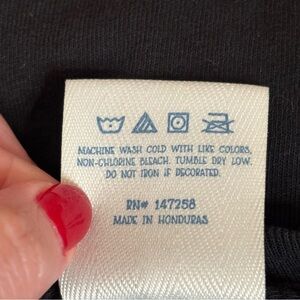 MACHINE WASH COLD WITH LIKE COLORS,
NON-CHLORINE BLEACH. TUMBLE DRY LOW.
DO NOT IRON IF DECORATED.
RN# 147258
MADE IN HONDURAS